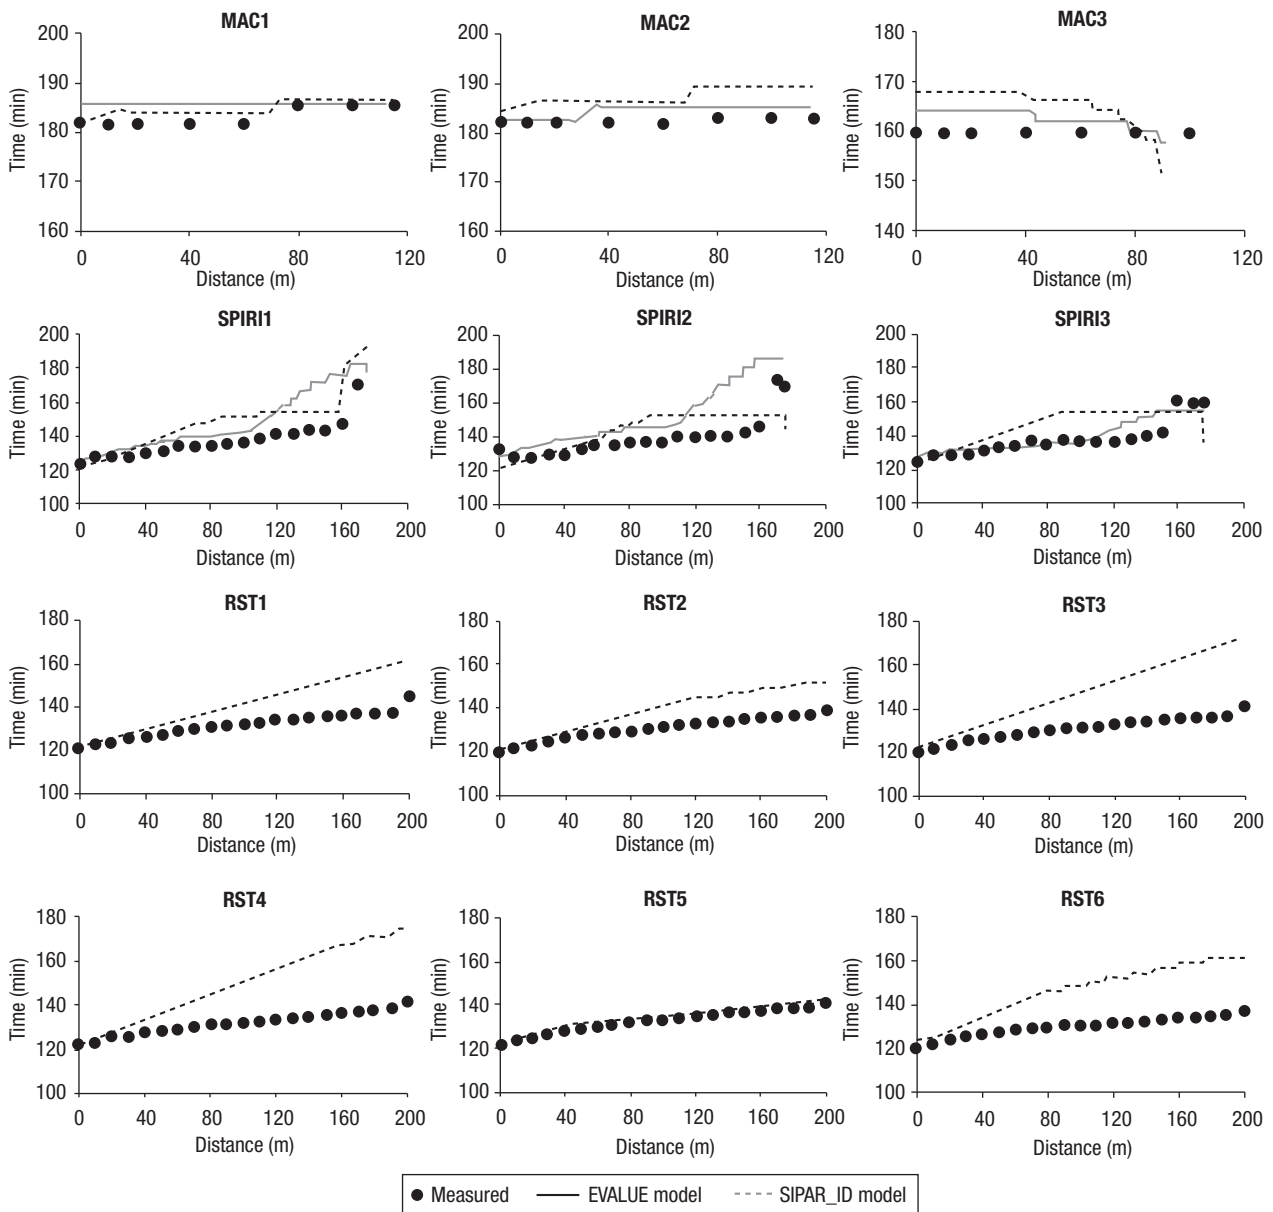 MAC1 MAC2 MAC3
200 200 180
190 190 170
180 180 160
170 170 150
160 160 140
Time (min) Time (min) Time (min)
0 40 80 120 0 40 80 120 0 40 80 120
Distance (m) Distance (m) Distance (m)
SPIRI1 SPIRI2 SPIRI3
200 200 200
180 180 180
160 160 160
140 140 140
120 120 120
100 100 100
Time (min) Time (min) Time (min)
0 40 80 120 160 200 0 40 80 120 160 200 0 40 80 120 160 200
Distance (m) Distance (m) Distance (m)
RST1 RST2 RST3
180 180 180
160 160 160
140 140 140
120 120 120
100 100 100
Time (min) Time (min) Time (min)
0 40 80 120 160 200 0 40 80 120 160 200 0 40 80 120 160 200
Distance (m) Distance (m) Distance (m)
RST4 RST5 RST6
180 180 180
160 160 160
140 140 140
120 120 120
100 100 100
Time (min) Time (min) Time (min)
0 40 80 120 160 200 0 40 80 120 160 200 0 40 80 120 160 200
Distance (m) Distance (m) Distance (m)
Measured EVALUE model SIPAR_ID model